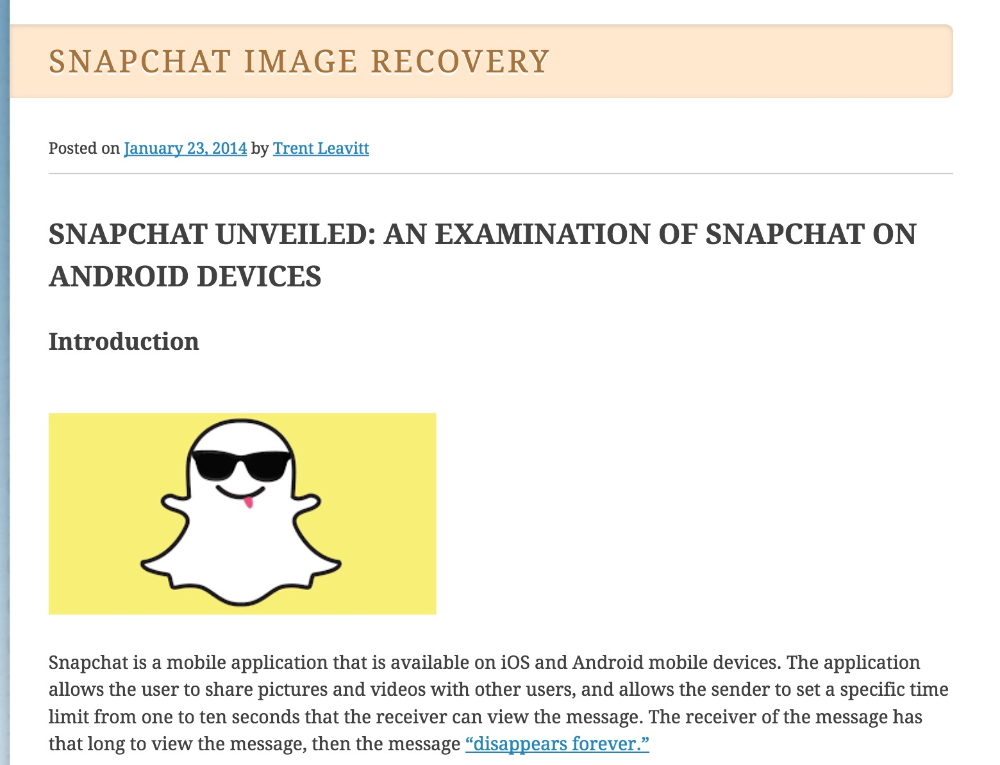 SNAPCHAT IMAGE RECOVERY
Posted on January 23, 2014 by Trent Leavitt
SNAPCHAT UNVEILED: AN EXAMINATION OF SNAPCHAT ON
ANDROID DEVICES
Introduction
Snapchat is a mobile application that is available on iOS and Android mobile devices. The application
allows the user to share pictures and videos with other users, and allows the sender to set a specific time
limit from one to ten seconds that the receiver can view the message. The receiver of the message has
that long to view the message, then the message “disappears forever.”